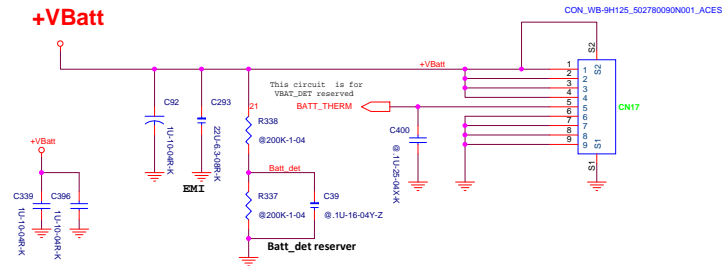 CON_WB-9H125_502780090N001_ACES
+VBatt
S2
+VBatt
1 1 S2
2 2
This circuit is for
3 3
VBAT_DET reserved
4 4
BATT_THERM
5 5
CN17
6 6
7 7
8 8
9 9 S1
S1
C92
1U-10-04R-K
C293
22U-6.3-08R-K
EMI
21
R338
@200K-1-04
C400
@.1U-25-04X-K
+VBatt
Batt_det
C339
1U-10-04R-K
C396
1U-10-04R-K
R337
@200K-1-04
C39
@.1U-16-04Y-Z
Batt_det reserver